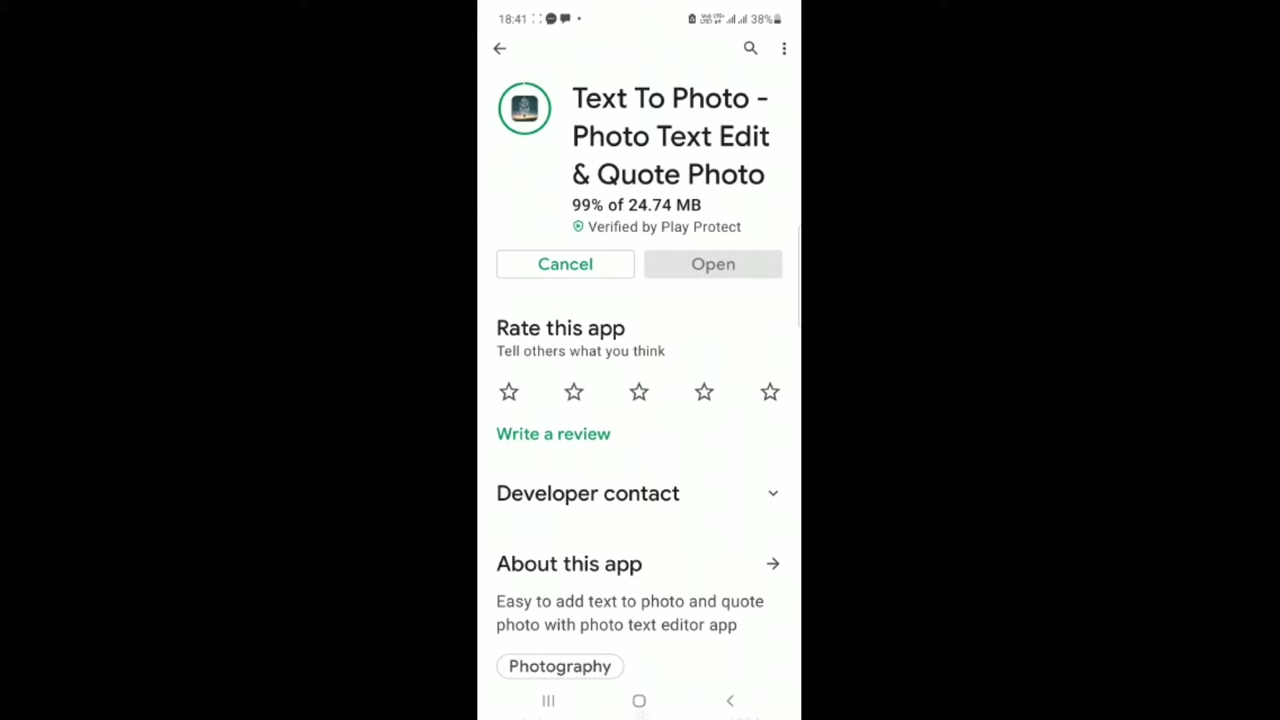 18:41
38%
Text To Photo -
Photo Text Edit
& Quote Photo
99% of 24.74 MB
Verified by Play Protect
Cancel Open
Rate this app
Tell others what you think
Write a review
Developer contact
About this app
Easy to add text to photo and quote
photo with photo text editor app
Photography